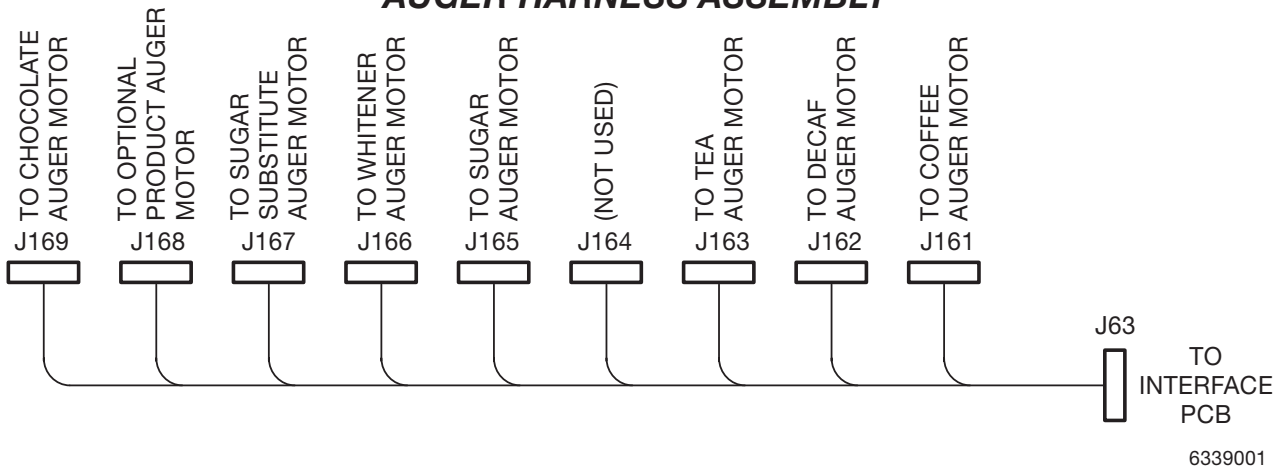 AUGER HARNESS ASSEMBLY
TO CHOCOLATE
AUGER MOTOR
J169
TO OPTIONAL
PRODUCT AUGER
MOTOR
J168
TO SUGAR
SUBSTITUTE
AUGER MOTOR
J167
TO WHITENER
AUGER MOTOR
J166
TO SUGAR
AUGER MOTOR
J165
(NOT USED)
J164
TO TEA
AUGER MOTOR
J163
TO DECAF
AUGER MOTOR
J162
TO COFFEE
AUGER MOTOR
J161
J63
TO
INTERFACE
PCB
6339001